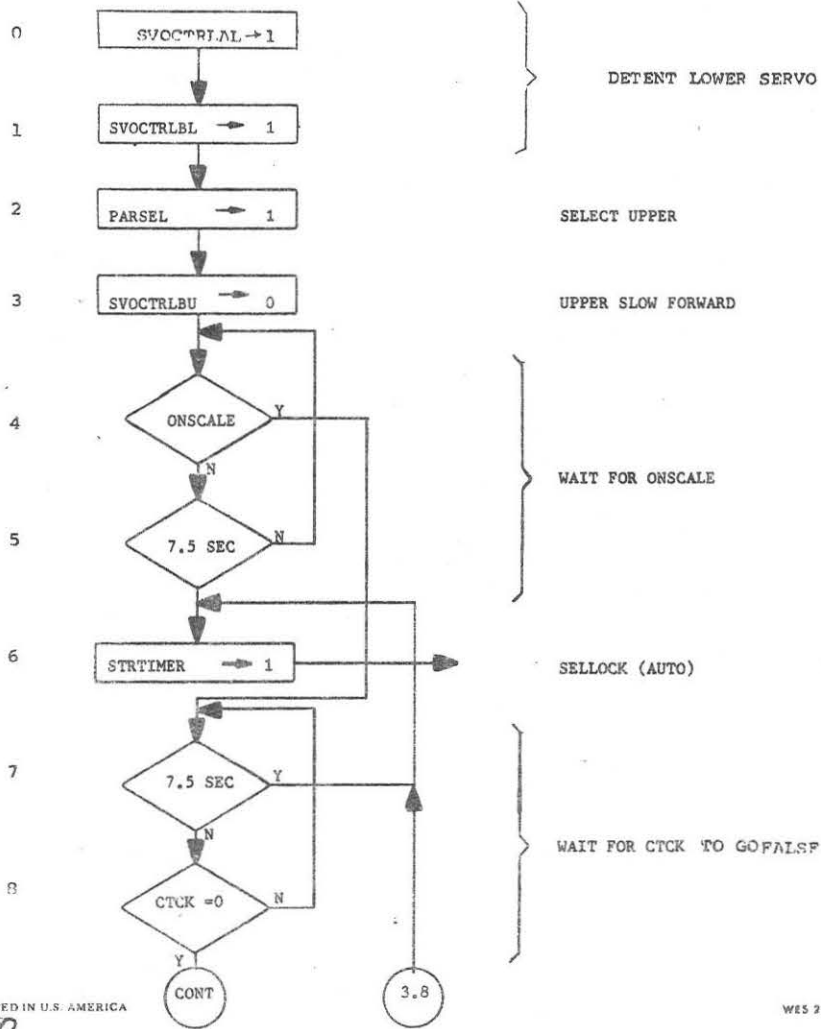 0 SVOCTRLAL → 1
DETENT LOWER SERVO
1 SVOCTRLBL → 1
2 PARSEL → 1 SELECT UPPER
3 SVOCTRLBU → 0 UPPER SLOW FORWARD
4 ONSCALE Y
N
WAIT FOR ONSCALE
5 7.5 SEC N
6 STRTIMER → 1 SELLOCK (AUTO)
7 7.5 SEC Y
N
WAIT FOR CTCK TO GO FALSE
8 CTCK =0 N
Y
CONT 3.8
ED IN U.S. AMERICA WES 2